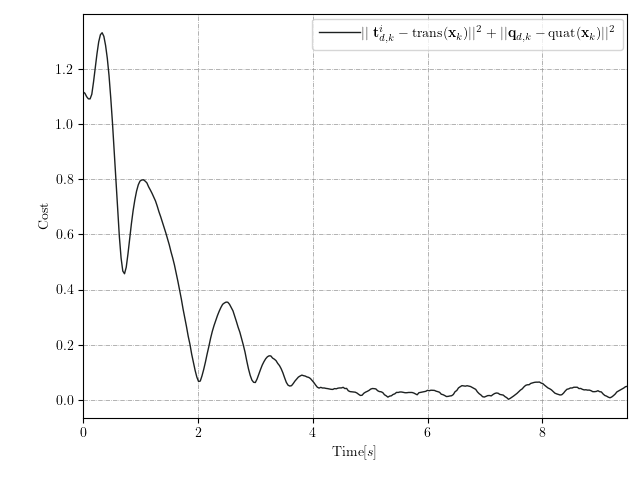 || t^i_{d,k} − trans(x_k)||^2 + ||q_{d,k} − quat(x_k)||^2
1.2
1.0
0.8
0.6
0.4
0.2
0.0
Cost
0 2 4 6 8
Time[s]